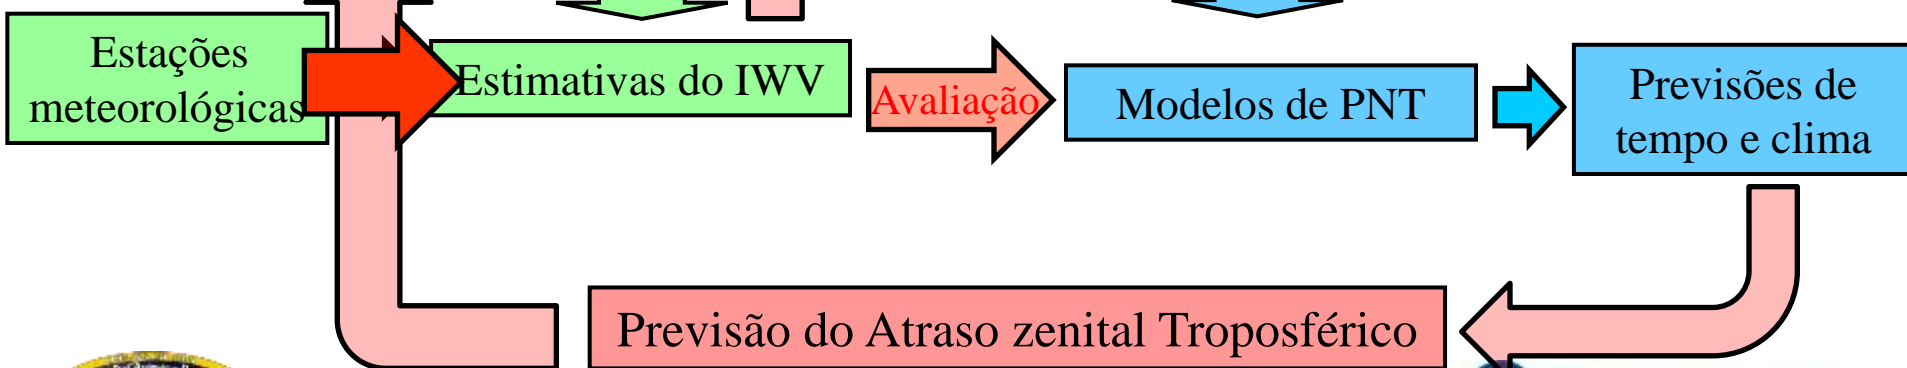 Estações
meteorológicas
Estimativas do IWV
Avaliação
Modelos de PNT
Previsões de
tempo e clima
Previsão do Atraso zenital Troposférico